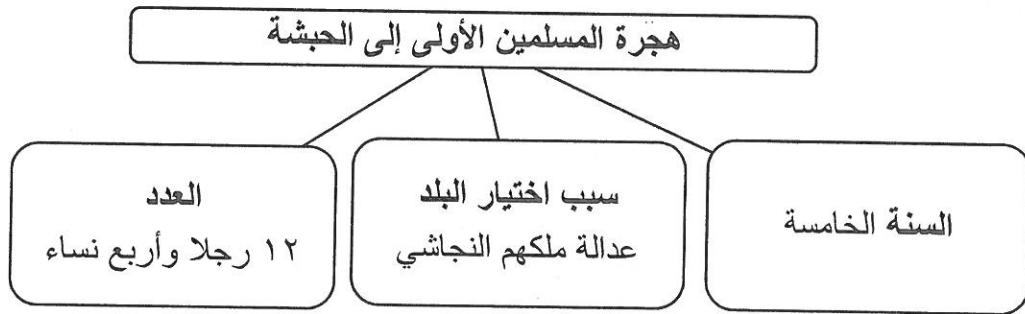 هجرة المسلمين الأولى إلى الحبشة
السنة الخامسة
سبب اختيار البلد
عدالة ملكهم النجاشي
العدد
١٢ رجلا وأربع نساء